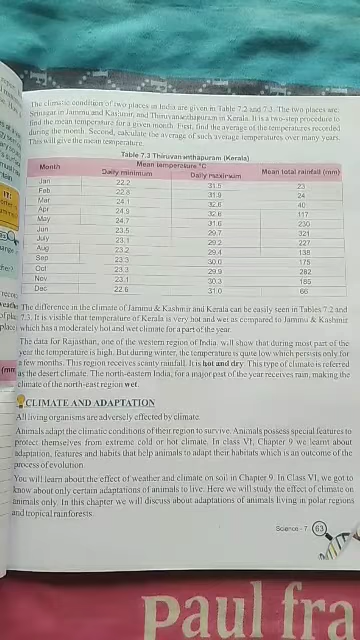 The climatic condition of two places of India are given in Table 7.2 and 7.3. The two places are:
Srinagar in Jammu and Kashmir, and Thiruvananthapuram in Kerala. It is a two-step procedure to
find the mean temperature for a given month. First, find the average of the temperatures recorded
during the month. Second, calculate the average of such average temperatures over many years.
This will give the mean temperature.
Table 7.3 Thiruvananthapuram (Kerala)
Month Mean temperature °C Mean total rainfall (mm)
Daily minimum Daily maximum
Jan 22.2 31.5 23
Feb 22.8 31.9 24
Mar 24.1 32.6 40
Apr 24.9 32.6 117
May 24.7 31.6 230
Jun 23.5 29.7 321
July 23.1 29.2 227
Aug 23.2 29.4 138
Sep 23.3 30.0 175
Oct 23.3 29.9 282
Nov 23.1 30.3 185
Dec 22.6 31.0 66
The difference in the climate of Jammu & Kashmir and Kerala can be easily seen in Tables 7.2 and
7.3. It is visible that temperature of Kerala is very hot and wet as compared to Jammu & Kashmir
which has a moderately hot and wet climate for a part of the year.
The data for Rajasthan, one of the western region of India, will show that during most part of the
year the temperature is high. But during winter, the temperature is quite low which persists only for
a few months. This region receives scanty rainfall. It is hot and dry. This type of climate is referred
as the desert climate. The north-eastern India, for a major part of the year receives rain, making the
climate of the north-east region wet.
CLIMATE AND ADAPTATION
All living organisms are adversely effected by climate.
Animals adapt the climatic conditions of their region to survive. Animals possess special features to
protect themselves from extreme cold or hot climate. In class VI, Chapter 9 we learnt about
adaptation, features and habits that help animals to adapt their habitats which is an outcome of the
process of evolution.
You will learn about the effect of weather and climate on soil in Chapter 9. In Class VI, we got to
know about only certain adaptations of animals to live. Here we will study the effect of climate on
animals only. In this chapter we will discuss about adaptations of animals living in polar regions
and tropical rainforests.
Science - 7 63
Paul fra